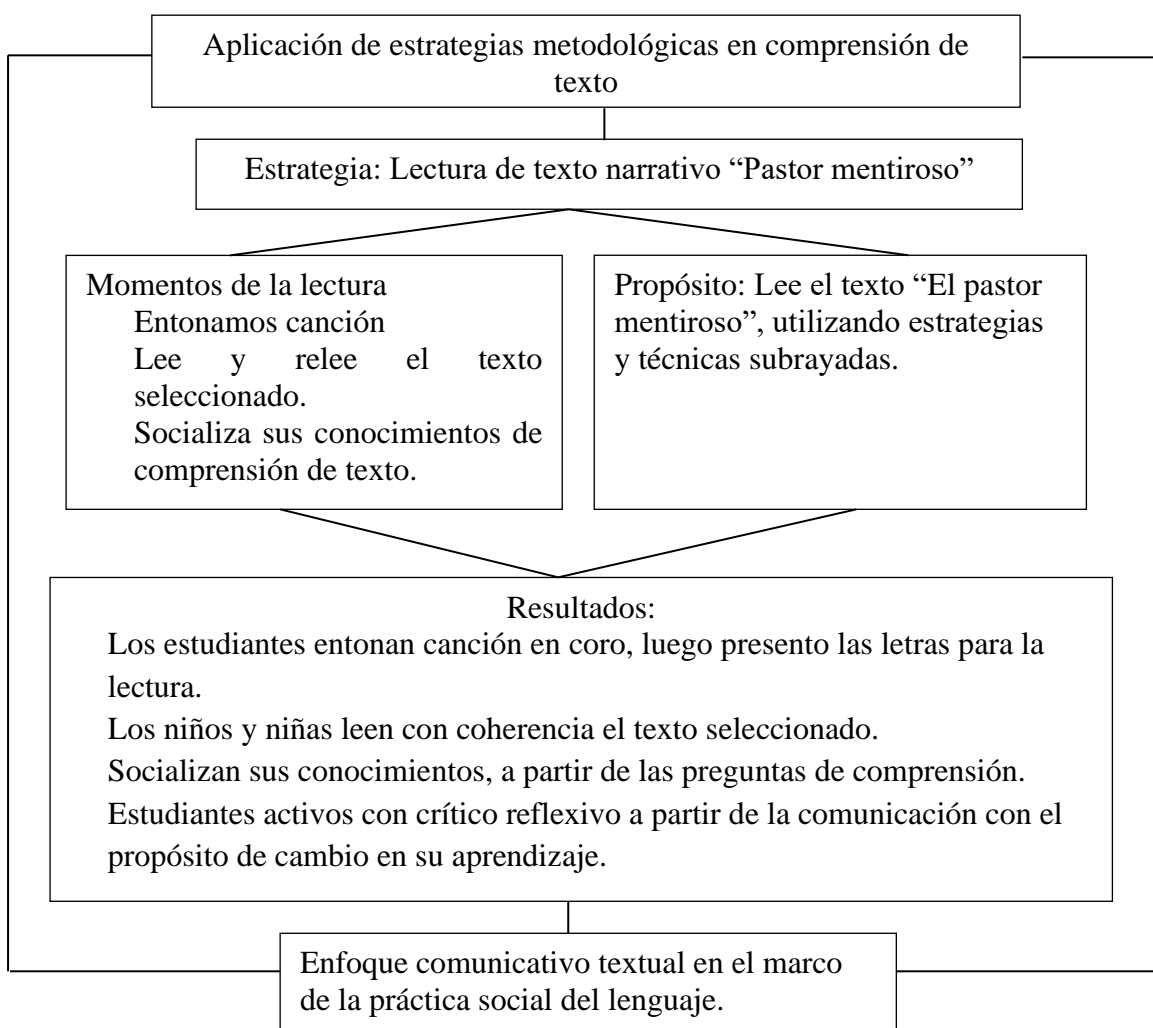 Aplicación de estrategias metodológicas en comprensión de
texto
Estrategia: Lectura de texto narrativo “Pastor mentiroso”
Momentos de la lectura
Entonamos canción
Lee y relee el texto
seleccionado.
Socializa sus conocimientos de
comprensión de texto.
Propósito: Lee el texto “El pastor
mentiroso”, utilizando estrategias
y técnicas subrayadas.
Resultados:
Los estudiantes entonan canción en coro, luego presento las letras para la
lectura.
Los niños y niñas leen con coherencia el texto seleccionado.
Socializan sus conocimientos, a partir de las preguntas de comprensión.
Estudiantes activos con crítico reflexivo a partir de la comunicación con el
propósito de cambio en su aprendizaje.
Enfoque comunicativo textual en el marco
de la práctica social del lenguaje.